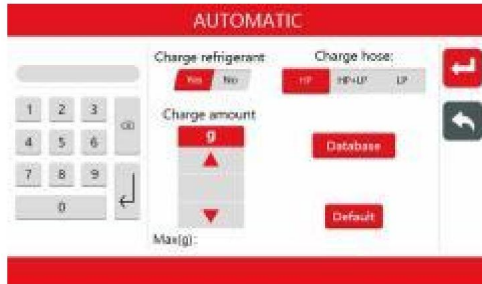 AUTOMATIC
Charge refrigerant
Yes No
Charge hose:
HP HP+LP LP
1 2 3
4 5 6
7 8 9
0
Charge amount
g
Database
Default
Max(g):